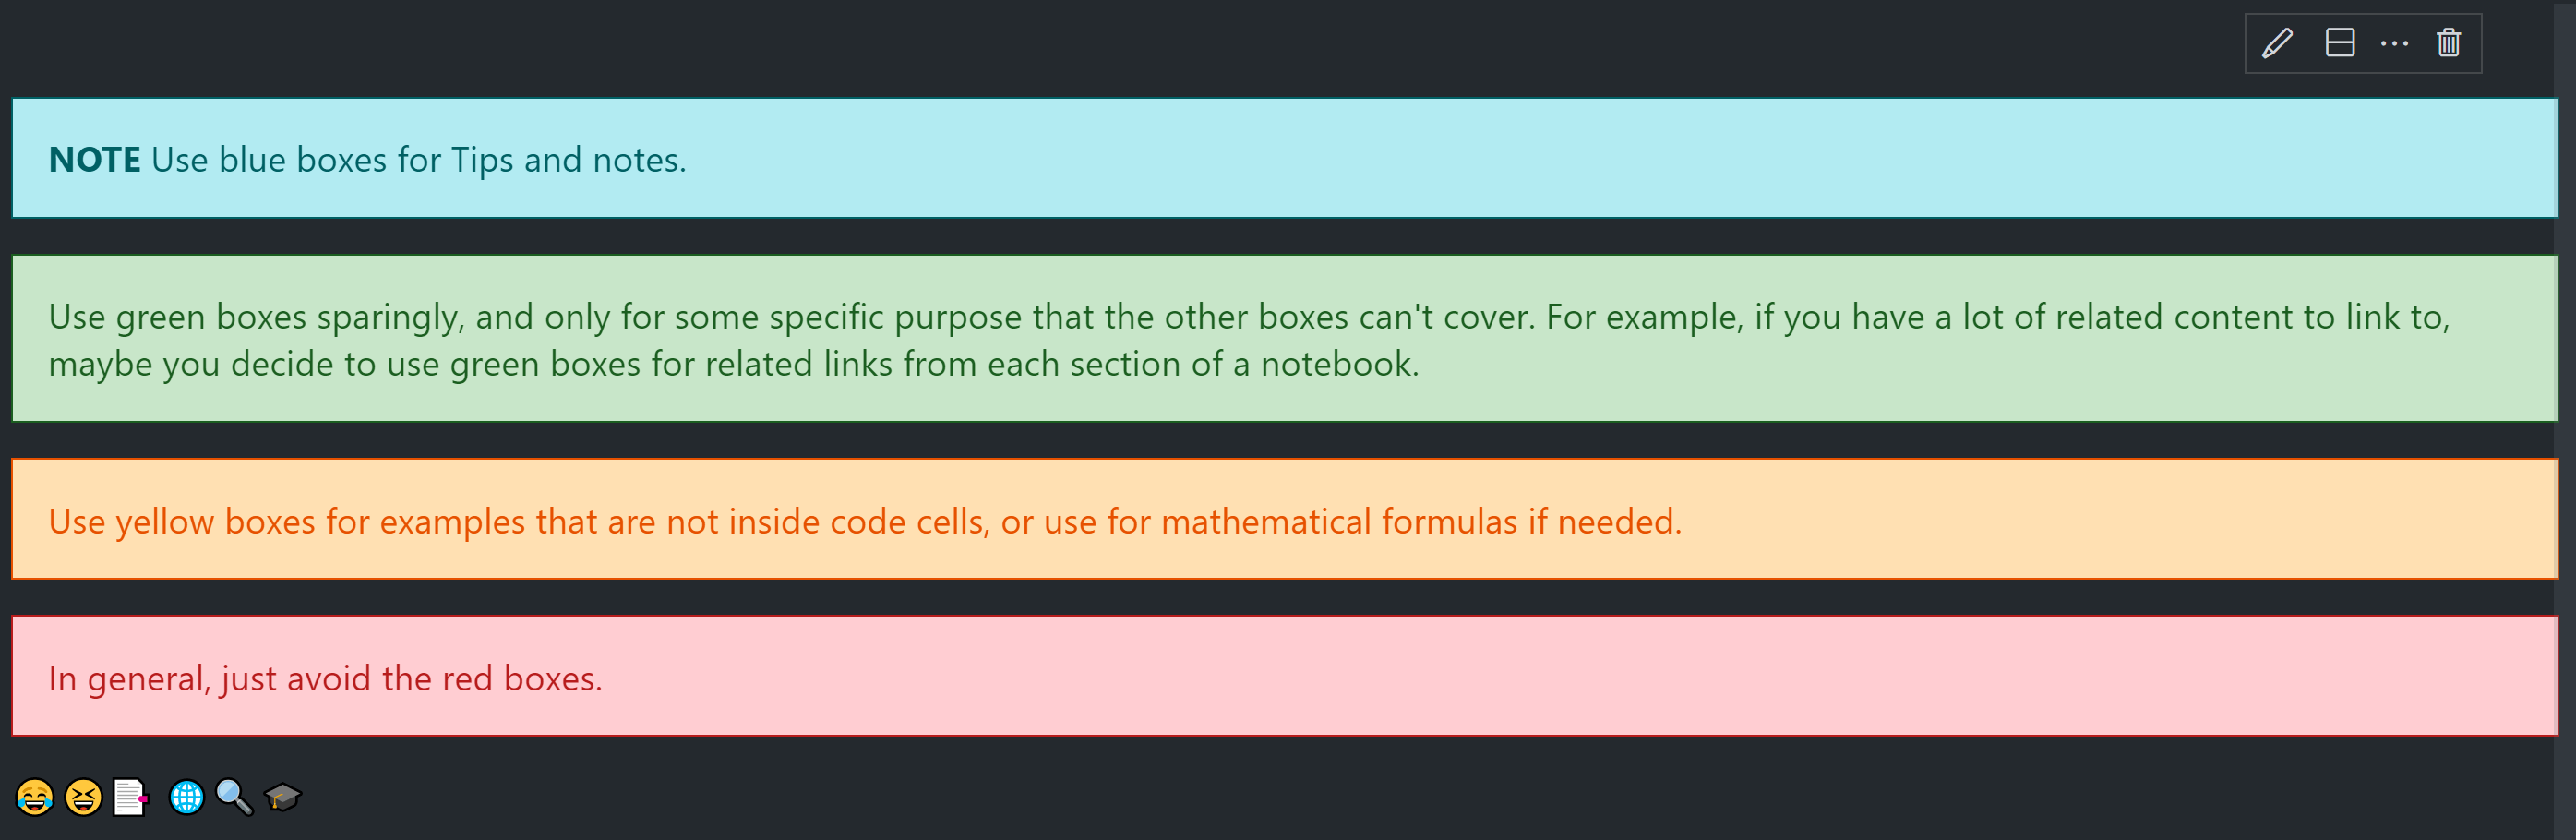 NOTE Use blue boxes for Tips and notes.
Use green boxes sparingly, and only for some specific purpose that the other boxes can't cover. For example, if you have a lot of related content to link to,
maybe you decide to use green boxes for related links from each section of a notebook.
Use yellow boxes for examples that are not inside code cells, or use for mathematical formulas if needed.
In general, just avoid the red boxes.